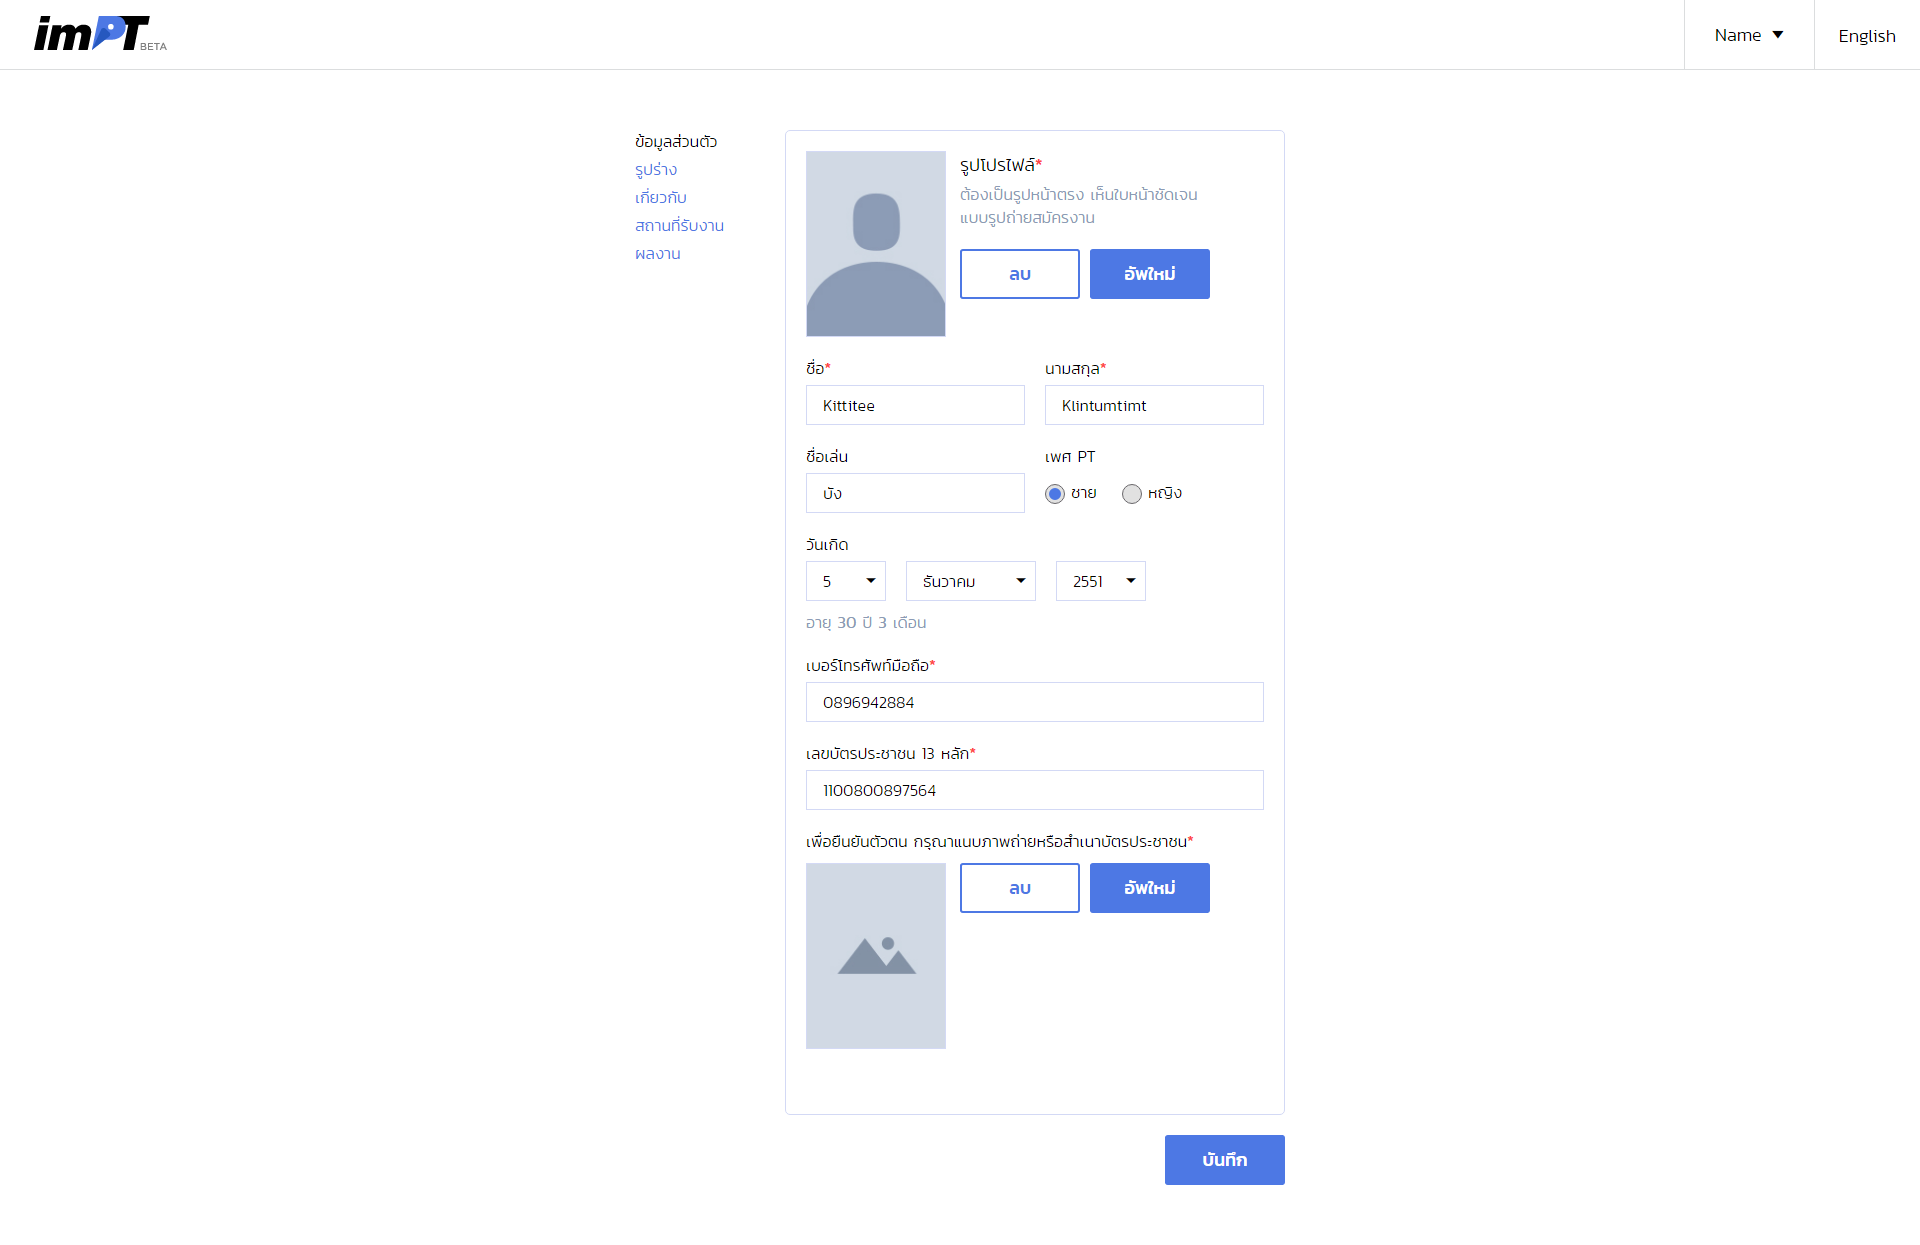 imPT BETA
Name
English
ข้อมูลส่วนตัว
รูปร่าง
เกี่ยวกับ
สถานที่รับงาน
ผลงาน
รูปโปรไฟล์*
ต้องเป็นรูปหน้าตรง เห็นใบหน้าชัดเจน
แบบรูปถ่ายสมัครงาน
ลบ
อัพใหม่
ชื่อ*
นามสกุล*
Kittitee
Klintumtimt
ชื่อเล่น
เพศ PT
บัง
ชาย
หญิง
วันเกิด
5
ธันวาคม
2551
อายุ 30 ปี 3 เดือน
เบอร์โทรศัพท์มือถือ*
0896942884
เลขบัตรประชาชน 13 หลัก*
1100800897564
เพื่อยืนยันตัวตน กรุณาแนบภาพถ่ายหรือสำเนาบัตรประชาชน*
ลบ
อัพใหม่
บันทึก